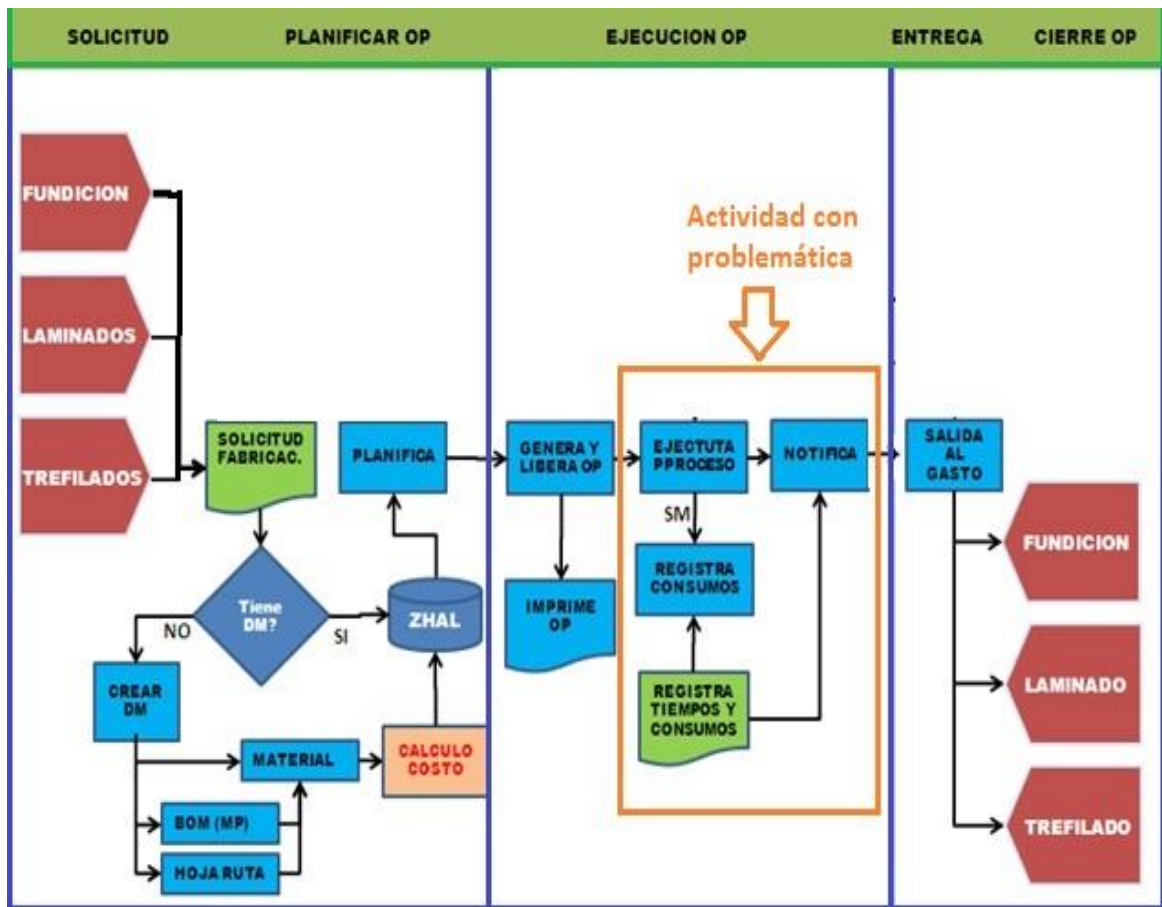 SOLICITUD
PLANIFICAR OP
EJECUCION OP
ENTREGA
CIERRE OP
FUNDICION
LAMINADOS
TREFILADOS
SOLICITUD
FABRICAC.
PLANIFICA
Tiene
DM?
NO
SI
ZHAL
CREAR
DM
MATERIAL
CALCULO
COSTO
BOM (MP)
HOJA RUTA
Actividad con
problemática
GENERA Y
LIBERA OP
EJECTUTA
PPROCESO
NOTIFICA
SM
REGISTRA
CONSUMOS
IMPRIME
OP
REGISTRA
TIEMPOS Y
CONSUMOS
SALIDA
AL
GASTO
FUNDICION
LAMINADO
TREFILADO